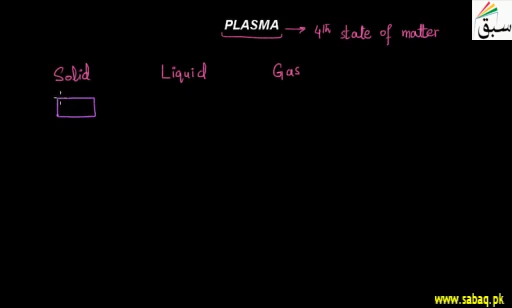 PLASMA → 4th state of matter
سبق
Solid Liquid Gas
www.sabaq.pk